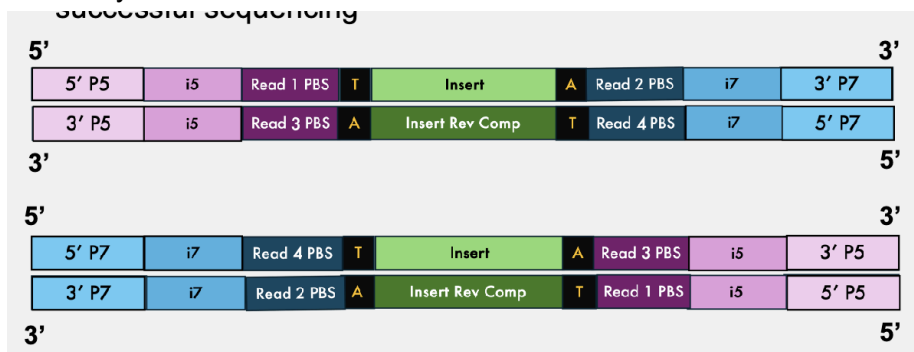 successful sequencing
5’ 3’
5’ P5 i5 Read 1 PBS T Insert A Read 2 PBS i7 3’ P7
3’ P5 i5 Read 3 PBS A Insert Rev Comp T Read 4 PBS i7 5’ P7
3’ 5’
5’ 3’
5’ P7 i7 Read 4 PBS T Insert A Read 3 PBS i5 3’ P5
3’ P7 i7 Read 2 PBS A Insert Rev Comp T Read 1 PBS i5 5’ P5
3’ 5’